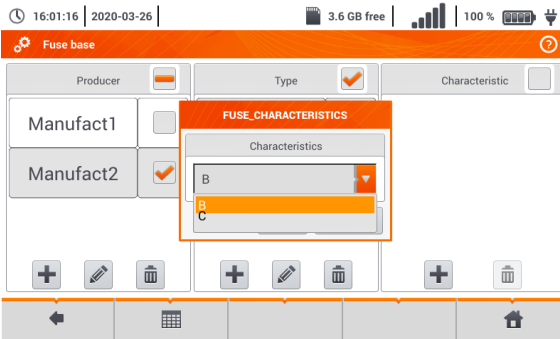 16:01:16 2020-03-26 3.6 GB free 100 %
Fuse base
Producer Type Characteristic
FUSE_CHARACTERISTICS
Manufact1
Characteristics
Manufact2
B
B
C